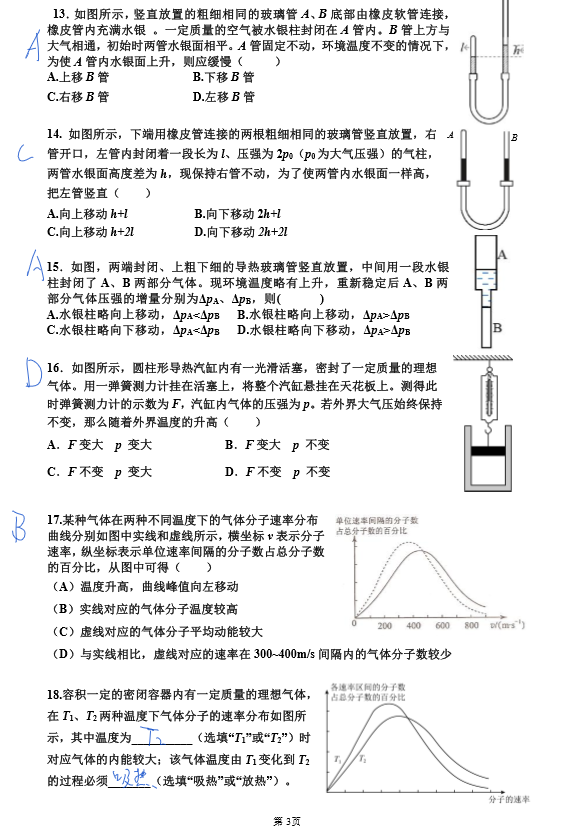 13. 如图所示，竖直放置的粗细相同的玻璃管 A、B 底部由橡皮软管连接，
橡皮管内充满水银 。一定质量的空气被水银柱封闭在 A 管内。B 管上方与
大气相通，初始时两管水银面相平。A 管固定不动，环境温度不变的情况下，
为使 A 管内水银面上升，则应缓慢（ ）
A
A.上移 B 管 B.下移 B 管
C.右移 B 管 D.左移 B 管
l h
14. 如图所示，下端用橡皮管连接的两根粗细相同的玻璃管竖直放置，右
管开口，左管内封闭着一段长为 l、压强为 2p₀（p₀为大气压强）的气柱，
两管水银面高度差为 h，现保持右管不动，为了使两管内水银面一样高，
把左管竖直（ ）
C
A.向上移动 h+l B.向下移动 2h+l
C.向上移动 h+2l D.向下移动 2h+2l
A B
15．如图，两端封闭、上粗下细的导热玻璃管竖直放置，中间用一段水银
柱封闭了 A、B 两部分气体。现环境温度略有上升，重新稳定后 A、B 两
部分气体压强的增量分别为Δp_A、Δp_B，则( )
A
A.水银柱略向上移动，Δp_A<Δp_B B.水银柱略向上移动，Δp_A>Δp_B
C.水银柱略向下移动，Δp_A<Δp_B D.水银柱略向下移动，Δp_A>Δp_B
A
B
16．如图所示，圆柱形导热汽缸内有一光滑活塞，密封了一定质量的理想
气体。用一弹簧测力计挂在活塞上，将整个汽缸悬挂在天花板上。测得此
时弹簧测力计的示数为 F，汽缸内气体的压强为 p。若外界大气压始终保持
不变，那么随着外界温度的升高（ ）
D
A．F 变大 p 变大 B．F 变大 p 不变
C．F 不变 p 变大 D．F 不变 p 不变
17.某种气体在两种不同温度下的气体分子速率分布
曲线分别如图中实线和虚线所示，横坐标 v 表示分子
速率，纵坐标表示单位速率间隔的分子数占总分子数
的百分比，从图中可得（ ）
B
（A）温度升高，曲线峰值向左移动
（B）实线对应的气体分子温度较高
（C）虚线对应的气体分子平均动能较大
（D）与实线相比，虚线对应的速率在 300~400m/s 间隔内的气体分子数较少
单位速率间隔的分子数
占总分子数的百分比
0 200 400 600 800 v/(m·s⁻¹)
18.容积一定的密闭容器内有一定质量的理想气体，
在 T₁、T₂ 两种温度下气体分子的速率分布如图所
示，其中温度为 T₂ （选填“T₁”或“T₂”）时
对应气体的内能较大；该气体温度由 T₁ 变化到 T₂
的过程必须 吸热 （选填“吸热”或“放热”）。
各速率区间的分子数
占总分子数的百分比
T₁ T₂
分子的速率
第 3页